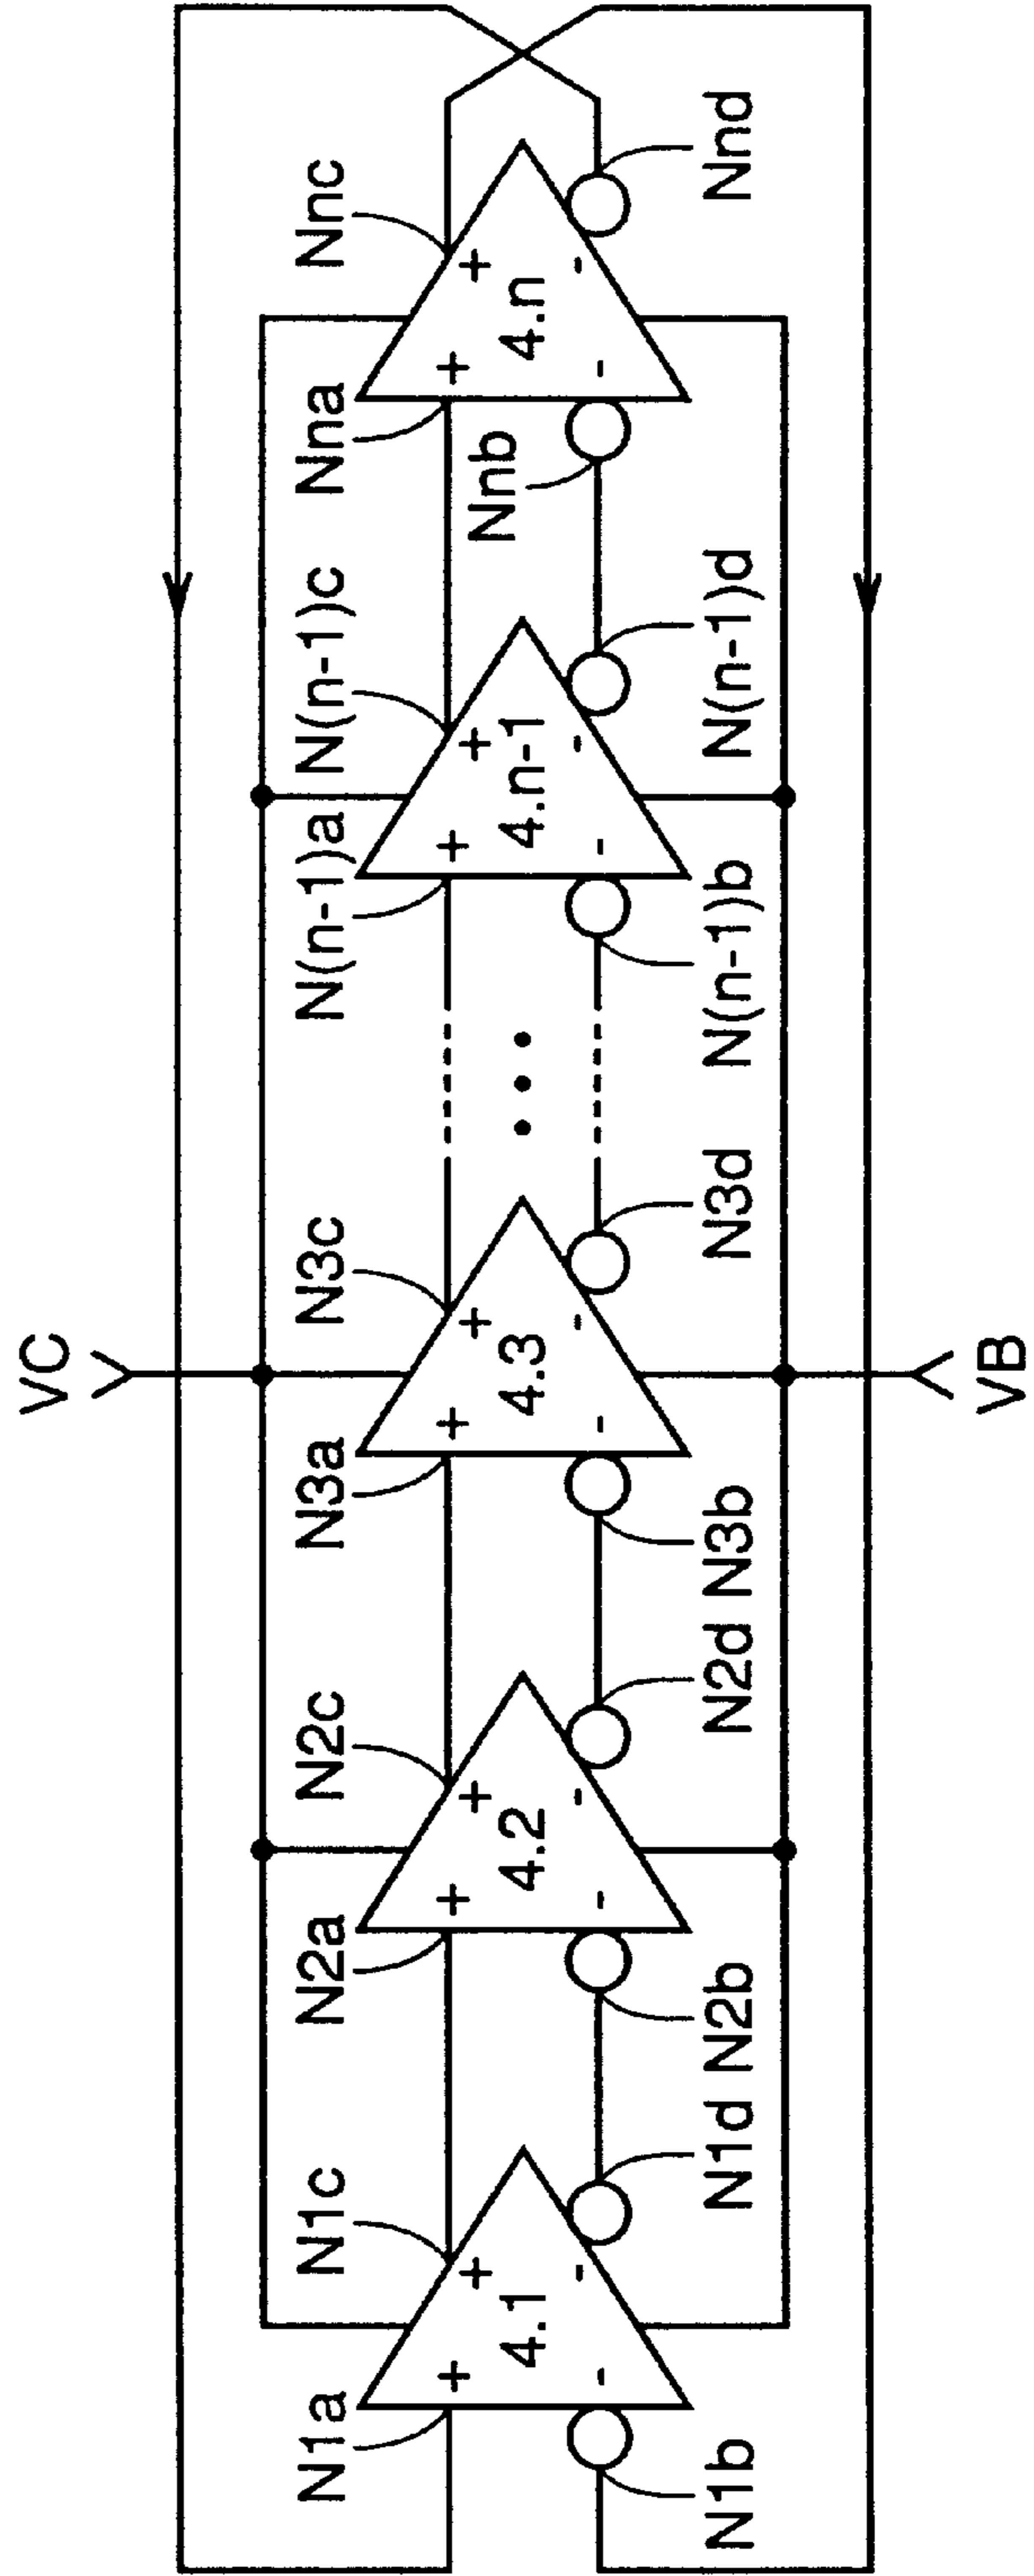 VC
N1a
N1c
N2a
N2c
N3a
N3c
N(n-1)a
N(n-1)c
Nna
Nnc
+ +
4.1
- -
+ +
4.2
- -
+ +
4.3
- -
• • •
+ +
4.n-1
- -
+ +
4.n
- -
Nnb
N1b
N1d
N2b
N2d
N3b
N3d
N(n-1)b
N(n-1)d
Nnd
VB